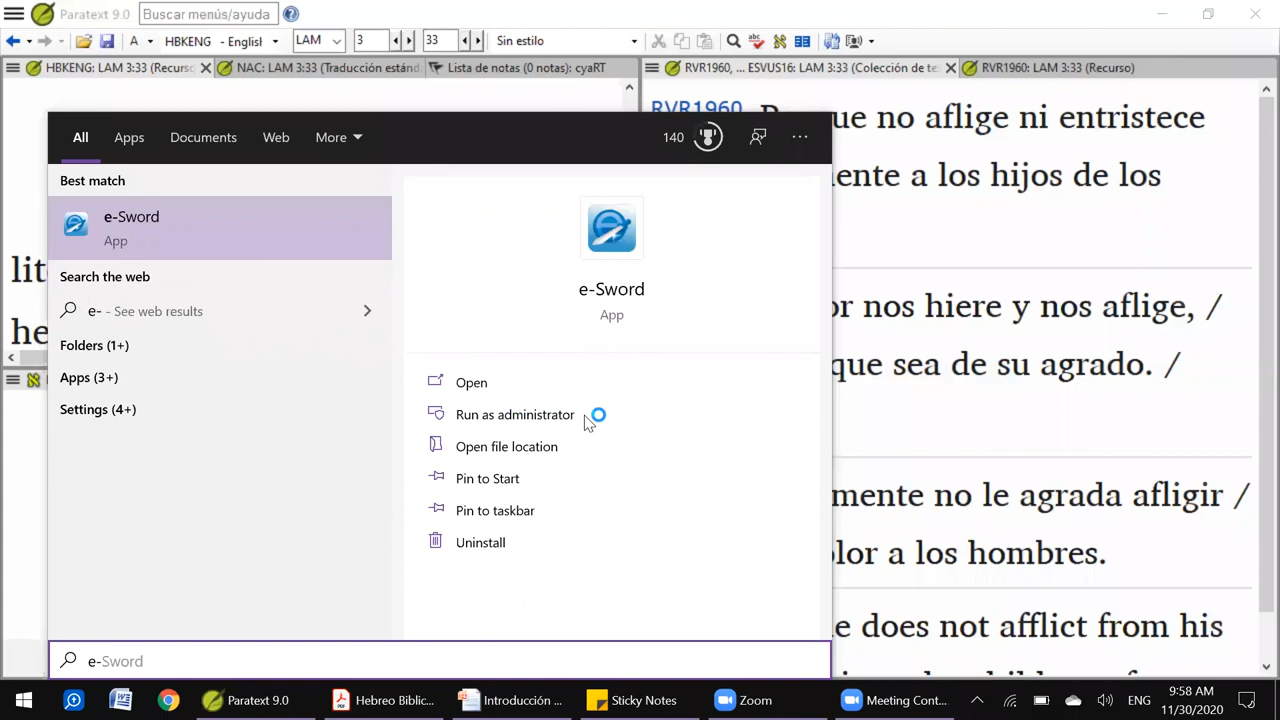 Paratext 9.0
Buscar menús/ayuda
A
HBKENG - English
LAM
3
33
Sin estilo
HBKENG: LAM 3:33 (Recurso
NAC: LAM 3:33 (Traducción estánd
Lista de notas (0 notas): cyaRT
RVR1960, ... ESVUS16: LAM 3:33 (Colección de te
RVR1960: LAM 3:33 (Recurso)
RVR1960
ue no aflige ni entristece
mente a los hijos de los
or nos hiere y nos aflige, /
que sea de su agrado. /
mente no le agrada afligir /
olor a los hombres.
e does not afflict from his
lit
he
All
Apps
Documents
Web
More
140
Best match
e-Sword
App
Search the web
e- - See web results
Folders (1+)
Apps (3+)
Settings (4+)
e-Sword
App
Open
Run as administrator
Open file location
Pin to Start
Pin to taskbar
Uninstall
e-Sword
Paratext 9.0
Hebreo Biblic...
Introducción ...
Sticky Notes
Zoom
Meeting Cont...
ENG
9:58 AM
11/30/2020